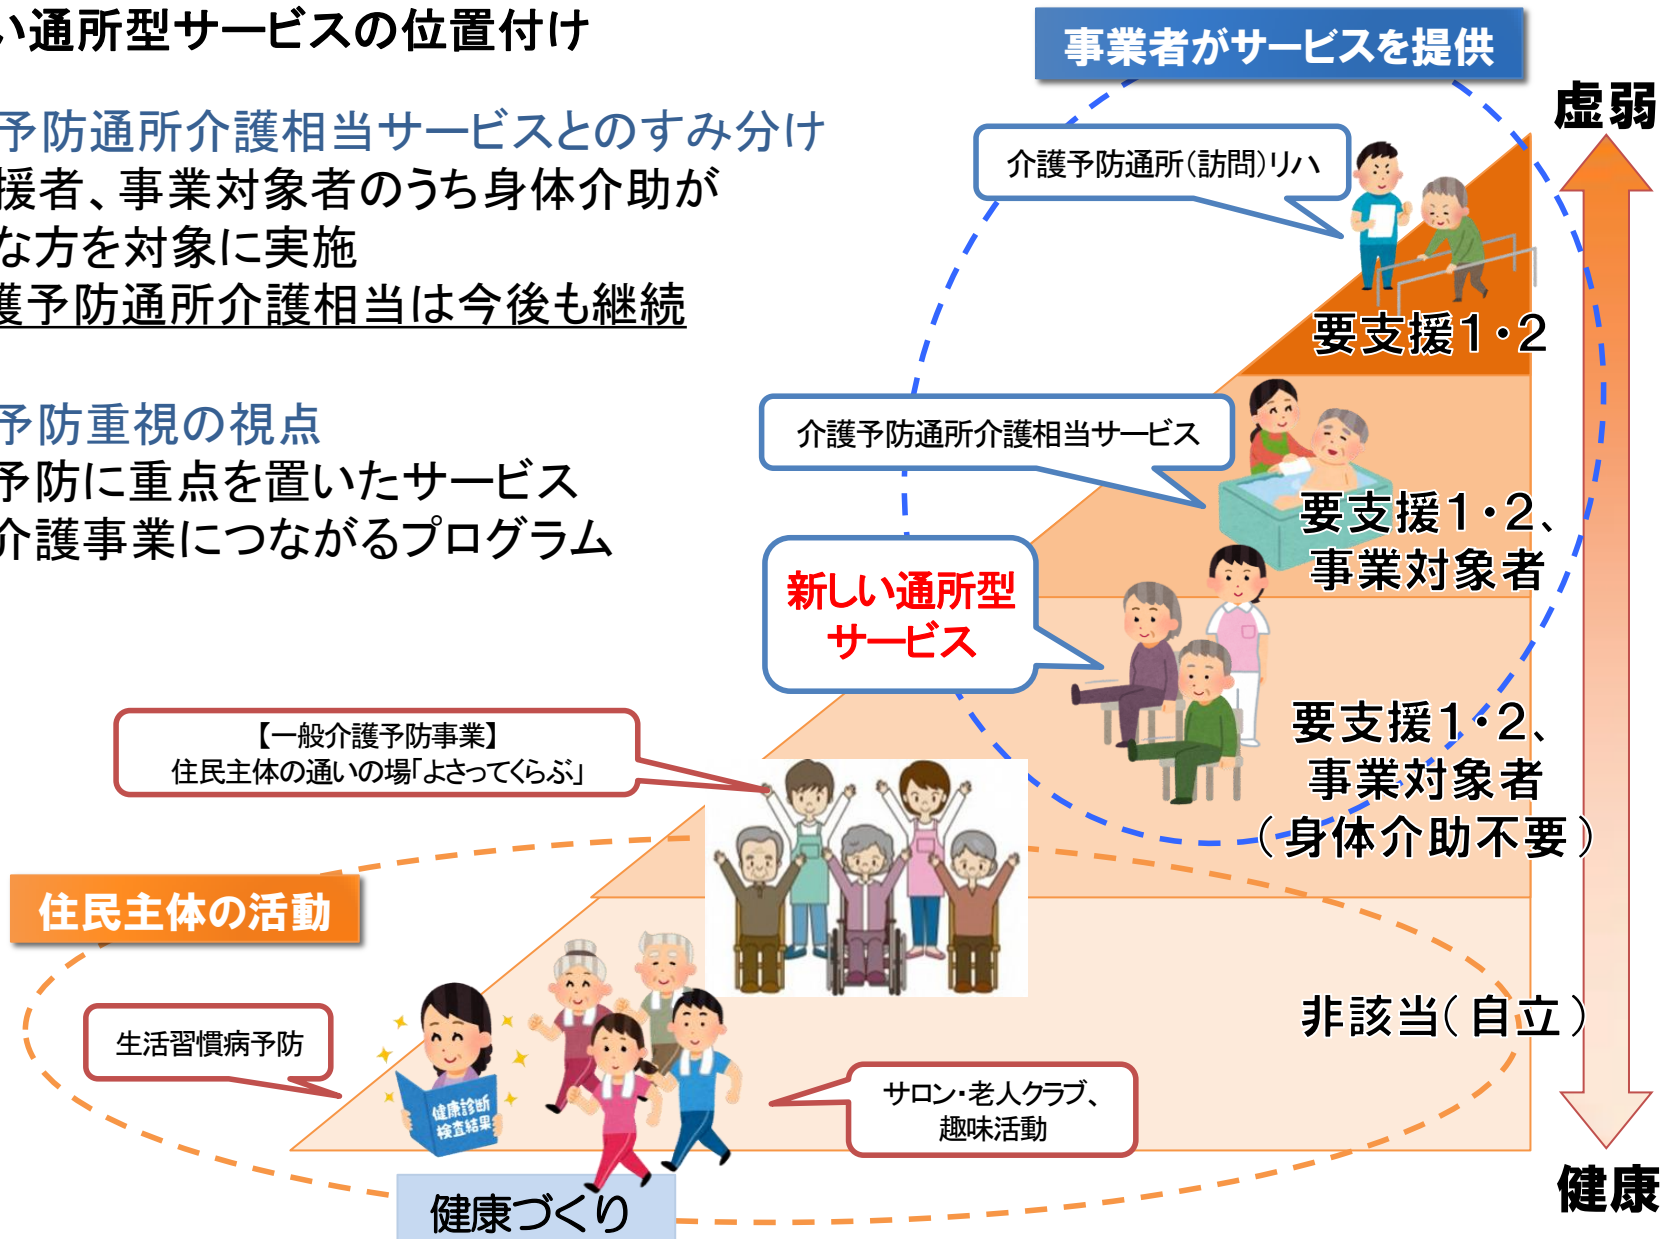 い通所型サービスの位置付け
予防通所介護相当サービスとのすみ分け
援者、事業対象者のうち身体介助が
な方を対象に実施
護予防通所介護相当は今後も継続
予防重視の視点
予防に重点を置いたサービス
介護事業につながるプログラム
事業者がサービスを提供
虚弱
介護予防通所(訪問)リハ
要支援1・2
介護予防通所介護相当サービス
要支援1・2、
事業対象者
新しい通所型
サービス
要支援1・2、
事業対象者
(身体介助不要)
【一般介護予防事業】
住民主体の通いの場「よさってくらぶ」
住民主体の活動
非該当(自立)
生活習慣病予防
健康診断
検査結果
サロン・老人クラブ、
趣味活動
健康づくり
健康